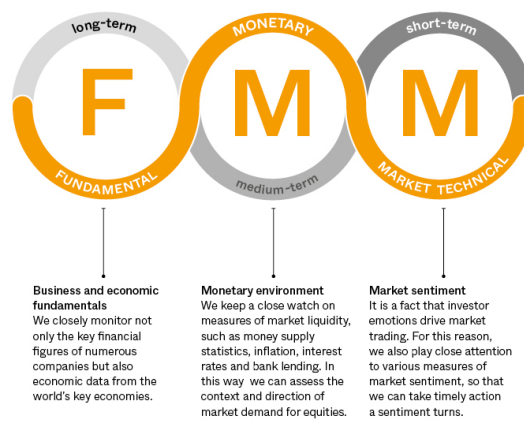 long-term
MONETARY
short-term
F M M
FUNDAMENTAL
medium-term
MARKET TECHNICAL
Business and economic
fundamentals
We closely monitor not
only the key financial
figures of numerous
companies but also
economic data from the
world's key economies.
Monetary environment
We keep a close watch on
measures of market liquidity,
such as money supply
statistics, inflation, interest
rates and bank lending. In
this way we can assess the
context and direction of
market demand for equities.
Market sentiment
It is a fact that investor
emotions drive market
trading. For this reason,
we also play close attention
to various measures of
market sentiment, so that
we can take timely action
a sentiment turns.